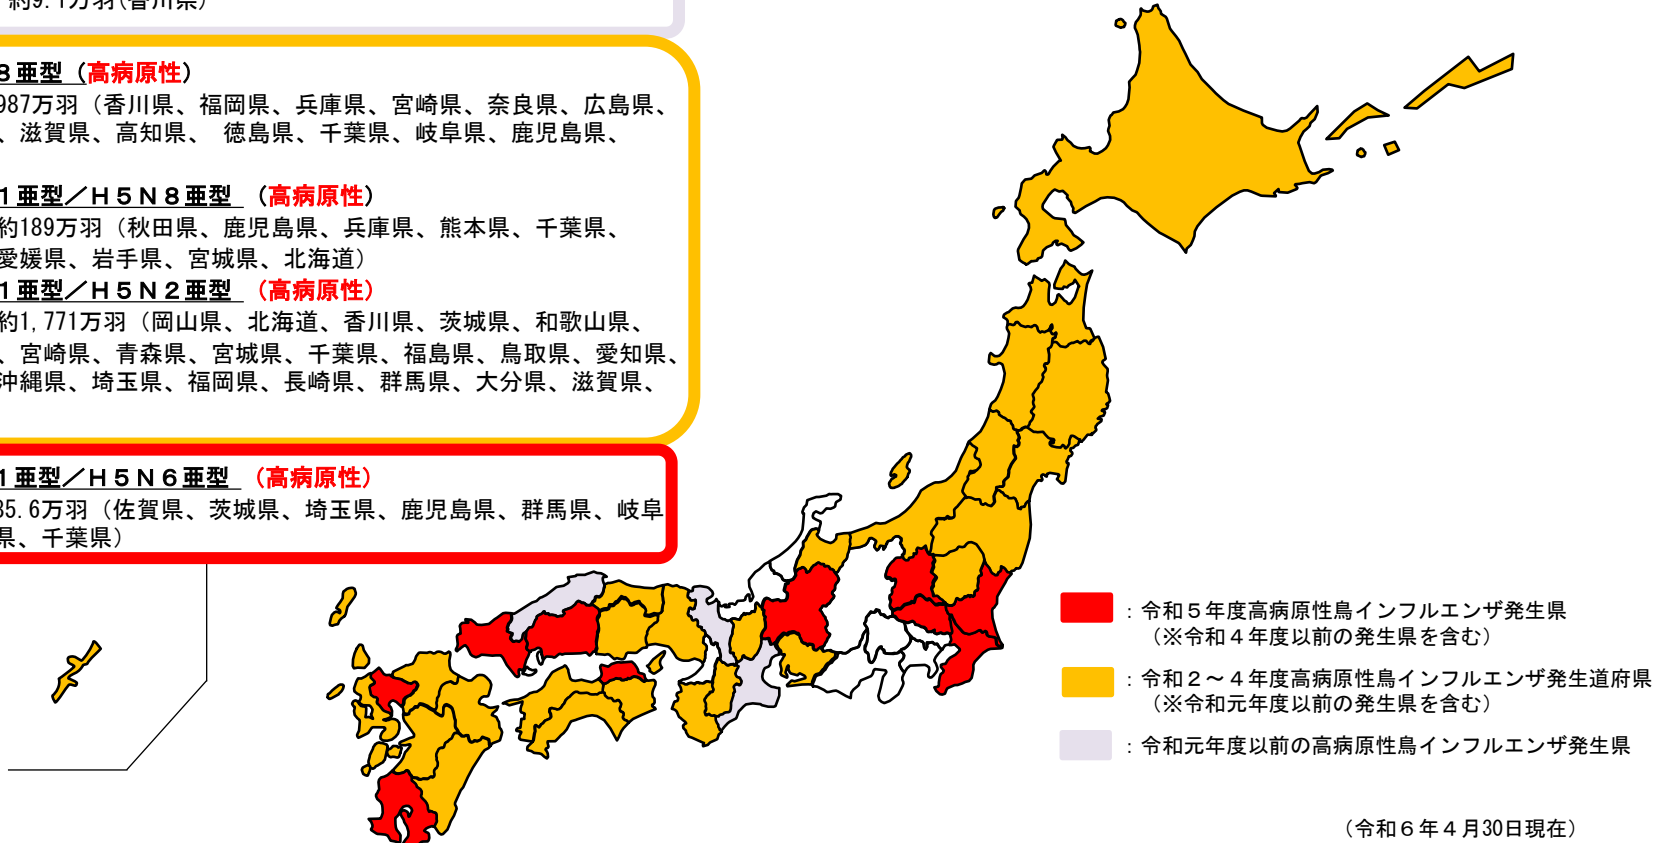 約9.1万羽(香川県)
8亜型（高病原性）
987万羽（香川県、福岡県、兵庫県、宮崎県、奈良県、広島県、
、滋賀県、高知県、 徳島県、千葉県、岐阜県、鹿児島県、
1亜型／Ｈ５Ｎ８亜型 （高病原性）
約189万羽（秋田県、鹿児島県、兵庫県、熊本県、千葉県、
愛媛県、岩手県、宮城県、北海道）
1亜型／Ｈ５Ｎ２亜型 （高病原性）
約1,771万羽（岡山県、北海道、香川県、茨城県、和歌山県、
、宮崎県、青森県、宮城県、千葉県、福島県、鳥取県、愛知県、
沖縄県、埼玉県、福岡県、長崎県、群馬県、大分県、滋賀県、
1亜型／Ｈ５Ｎ６亜型 （高病原性）
85.6万羽（佐賀県、茨城県、埼玉県、鹿児島県、群馬県、岐阜
県、千葉県）
：令和５年度高病原性鳥インフルエンザ発生県
（※令和４年度以前の発生県を含む）
：令和２～４年度高病原性鳥インフルエンザ発生道府県
（※令和元年度以前の発生県を含む）
：令和元年度以前の高病原性鳥インフルエンザ発生県
（令和６年４月30日現在）